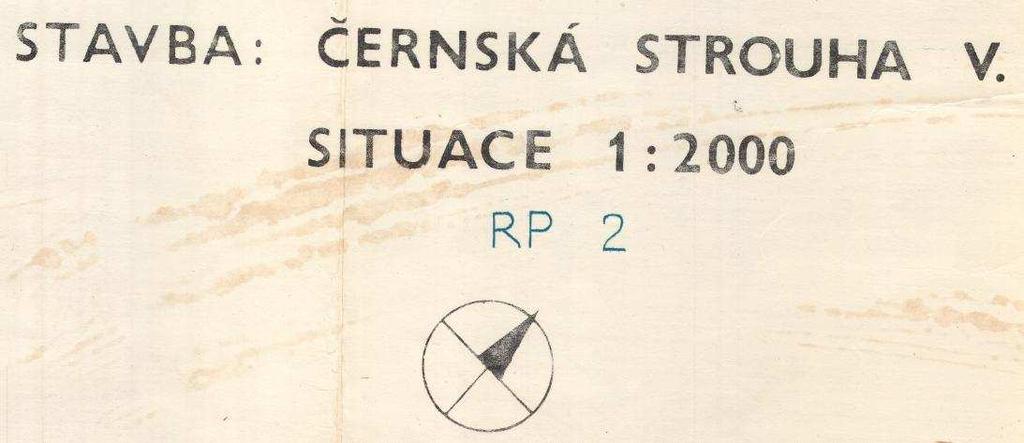 STAVBA: ČERNSKÁ STROUHA V.
SITUACE 1:2000
RP 2